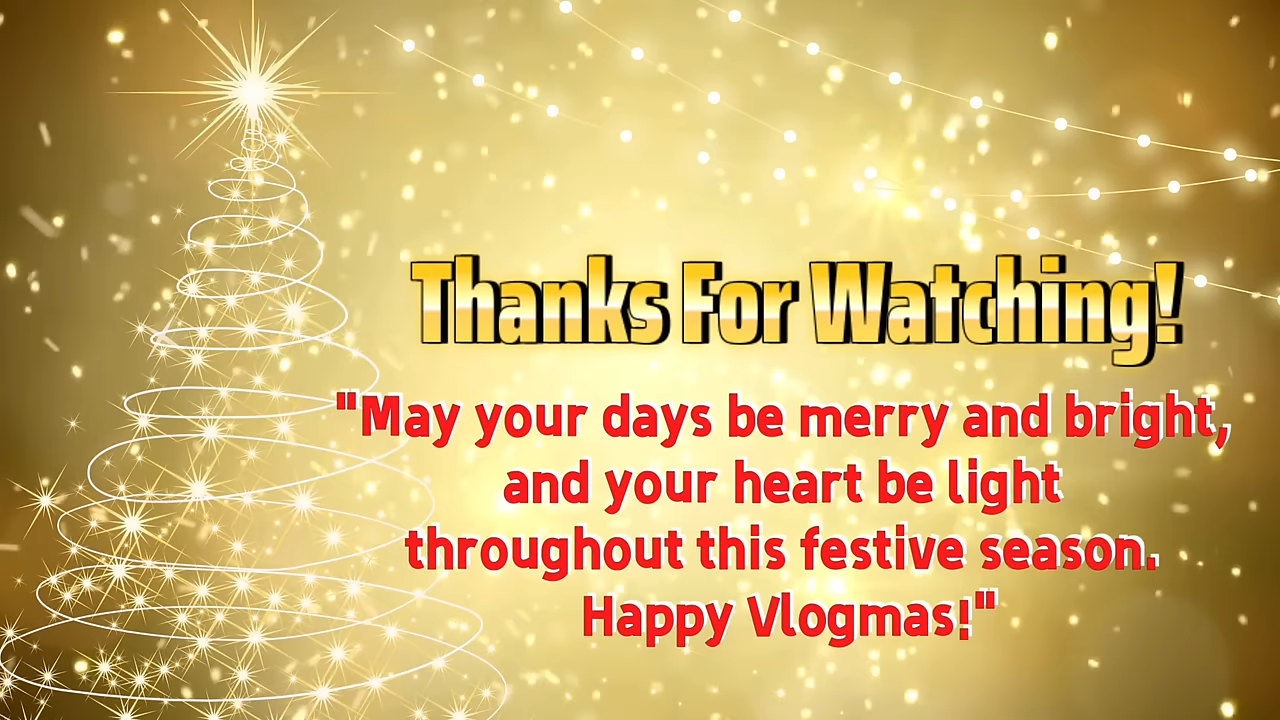 Thanks For Watching!
"May your days be merry and bright,
and your heart be light
throughout this festive season.
Happy Vlogmas!"